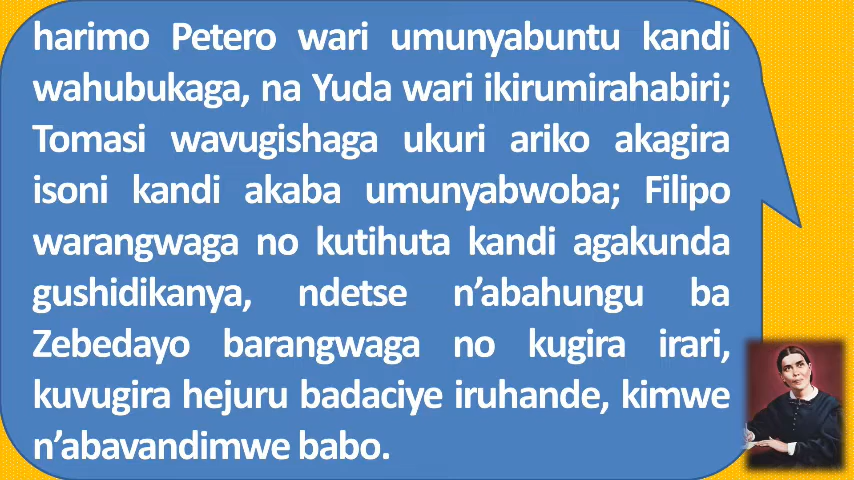 harimo Petero wari umunyabuntu kandi
wahubukaga, na Yuda wari ikirumirahabiri;
Tomasi wavugishaga ukuri ariko akagira
isoni kandi akaba umunyabwoba; Filipo
warangwaga no kutihuta kandi agakunda
gushidikanya, ndetse n’abahungu ba
Zebedayo barangwaga no kugira irari,
kuvugira hejuru badaciye iruhande, kimwe
n’abavandimwe babo.